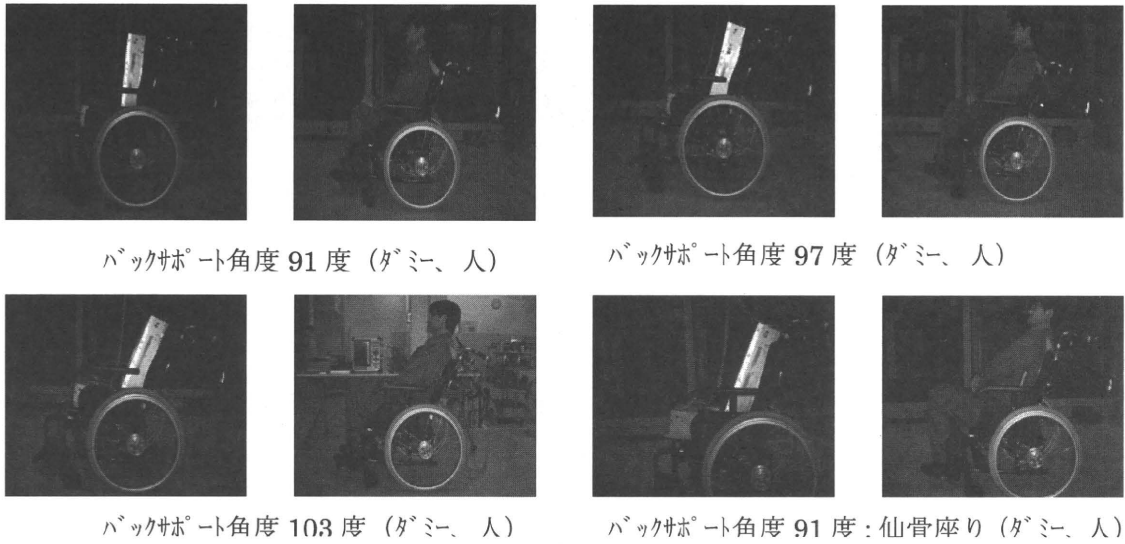 バックサポート角度 91 度（ダミー、人）
バックサポート角度 97 度（ダミー、人）
バックサポート角度 103 度（ダミー、人）
バックサポート角度 91 度 : 仙骨座り（ダミー、人）